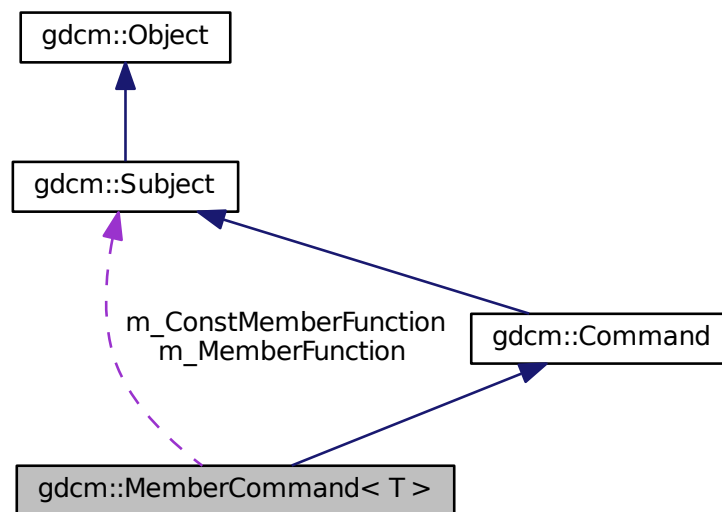 gdcm::Object
gdcm::Subject
m_ConstMemberFunction
m_MemberFunction
gdcm::Command
gdcm::MemberCommand< T >